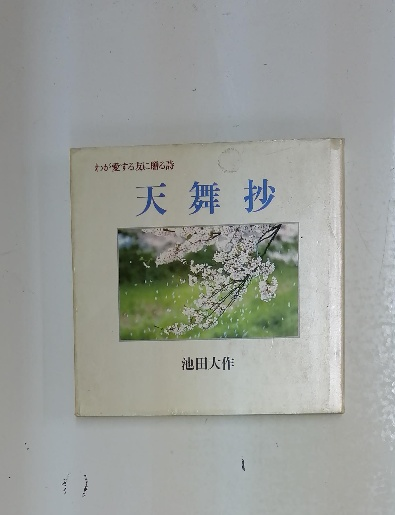 わが愛する友に贈る詩
天舞抄
池田大作